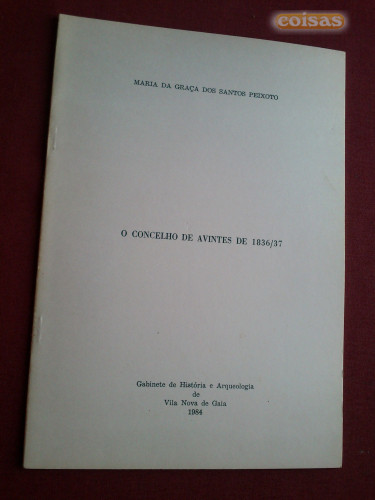 coisas
MARIA DA GRAÇA DOS SANTOS PEIXOTO
O CONCELHO DE AVINTES DE 1836/37
Gabinete de História e Arqueologia
de
Vila Nova de Gaia
1984